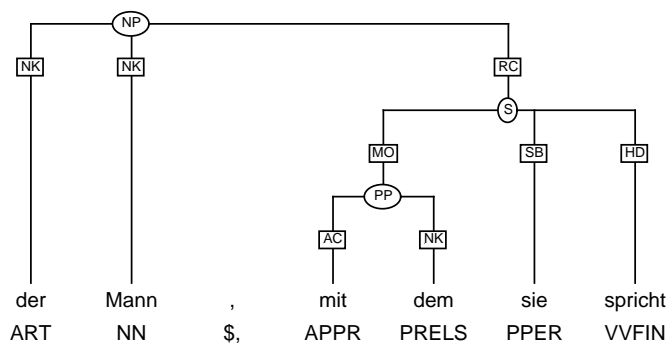 NP
NK NK RC
S
MO SB HD
PP
AC NK
der Mann , mit dem sie spricht
ART NN $, APPR PRELS PPER VVFIN